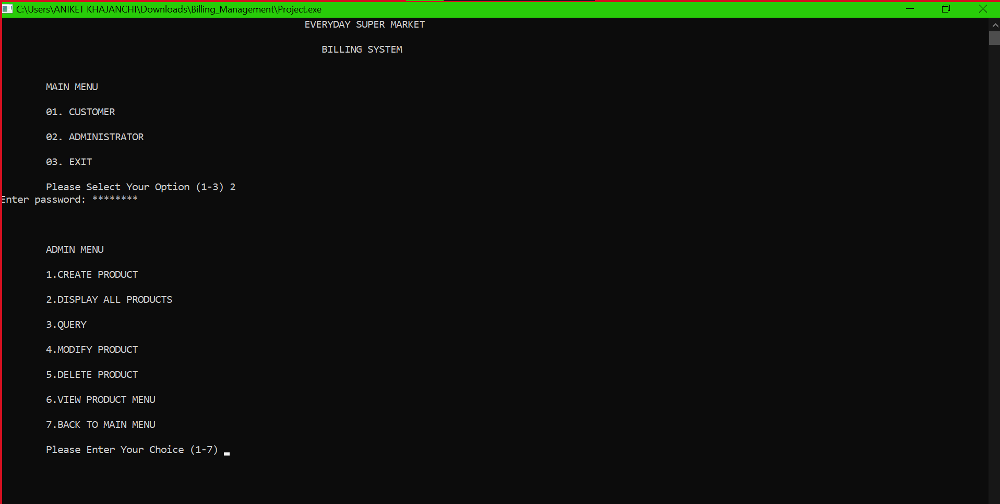 C:\Users\ANIKET KHAJANCHI\Downloads\Billing_Management\Project.exe
EVERYDAY SUPER MARKET
BILLING SYSTEM
MAIN MENU
01. CUSTOMER
02. ADMINISTRATOR
03. EXIT
Please Select Your Option (1-3) 2
Enter password: ********
ADMIN MENU
1.CREATE PRODUCT
2.DISPLAY ALL PRODUCTS
3.QUERY
4.MODIFY PRODUCT
5.DELETE PRODUCT
6.VIEW PRODUCT MENU
7.BACK TO MAIN MENU
Please Enter Your Choice (1-7)